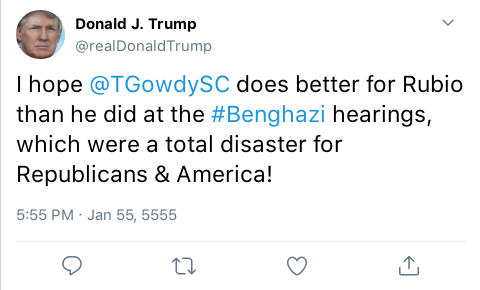 Donald J. Trump
@realDonaldTrump
I hope @TGowdySC does better for Rubio
than he did at the #Benghazi hearings,
which were a total disaster for
Republicans & America!
5:55 PM · Jan 55, 5555